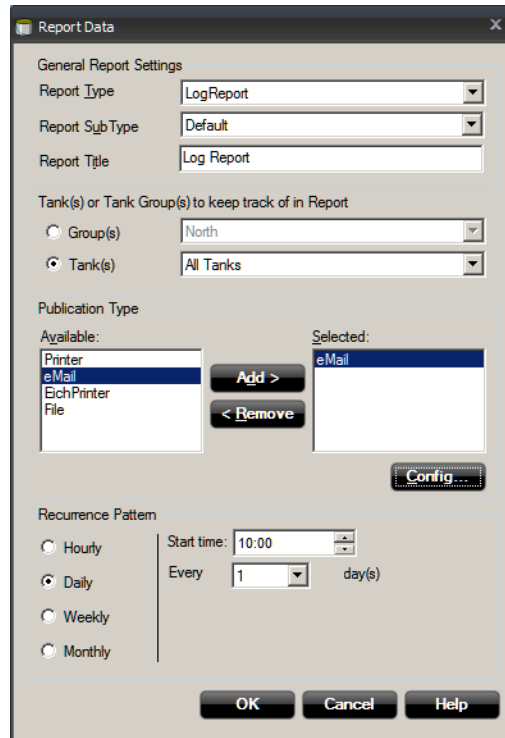 Report Data
x
General Report Settings
Report Type LogReport
Report SubType Default
Report Title Log Report
Tank(s) or Tank Group(s) to keep track of in Report
Group(s) North
Tank(s) All Tanks
Publication Type
Available: Selected:
Printer
eMail
EichPrinter
File
Add >
< Remove
eMail
Config...
Recurrence Pattern
Hourly
Daily
Weekly
Monthly
Start time: 10:00
Every 1 day(s)
OK Cancel Help